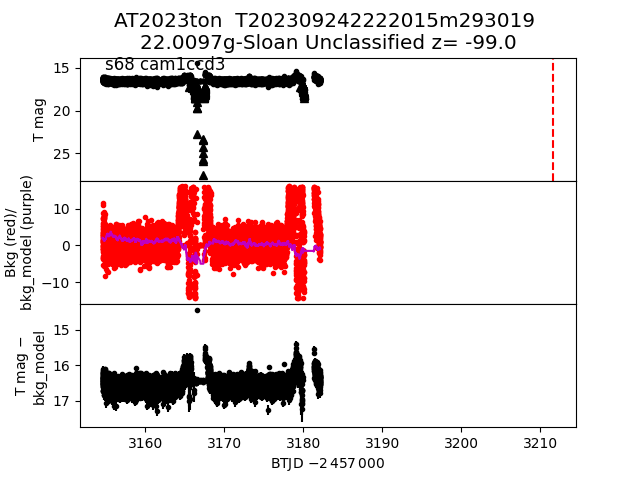 AT2023ton  T202309242222015m293019
22.0097g-Sloan Unclassified z= -99.0
s68 cam1ccd3
T mag
15
20
25
Bkg (red)/
bkg_model (purple)
10
0
−10
T mag −
bkg_model
15
16
17
3160 3170 3180 3190 3200 3210
BTJD −2 457 000